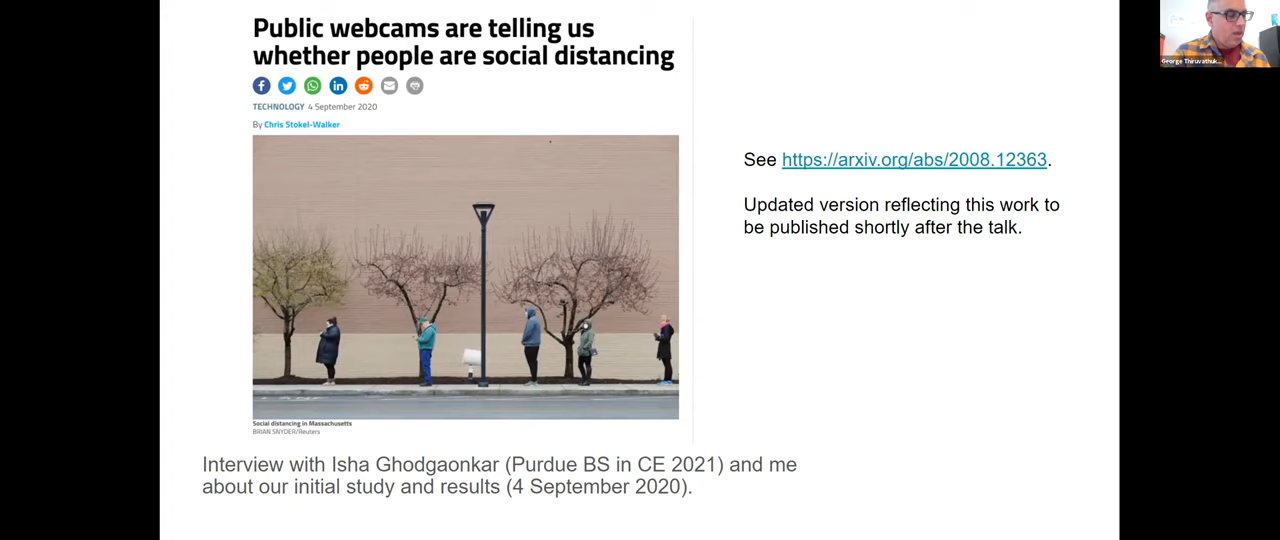 Public webcams are telling us
whether people are social distancing
TECHNOLOGY 4 September 2020
By Chris Stokel-Walker
Social distancing in Massachusetts
BRIAN SNYDER/Reuters
See https://arxiv.org/abs/2008.12363.
Updated version reflecting this work to
be published shortly after the talk.
Interview with Isha Ghodgaonkar (Purdue BS in CE 2021) and me
about our initial study and results (4 September 2020).
George Thiruvathuk...